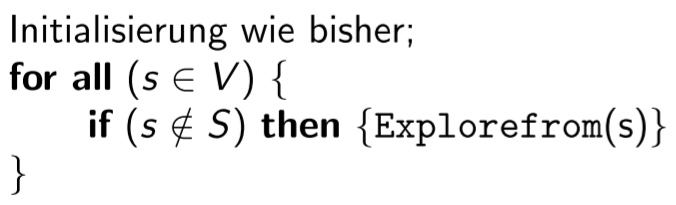 Initialisierung wie bisher;
for all (s ∈ V) {
if (s ∉ S) then {Explorefrom(s)}
}